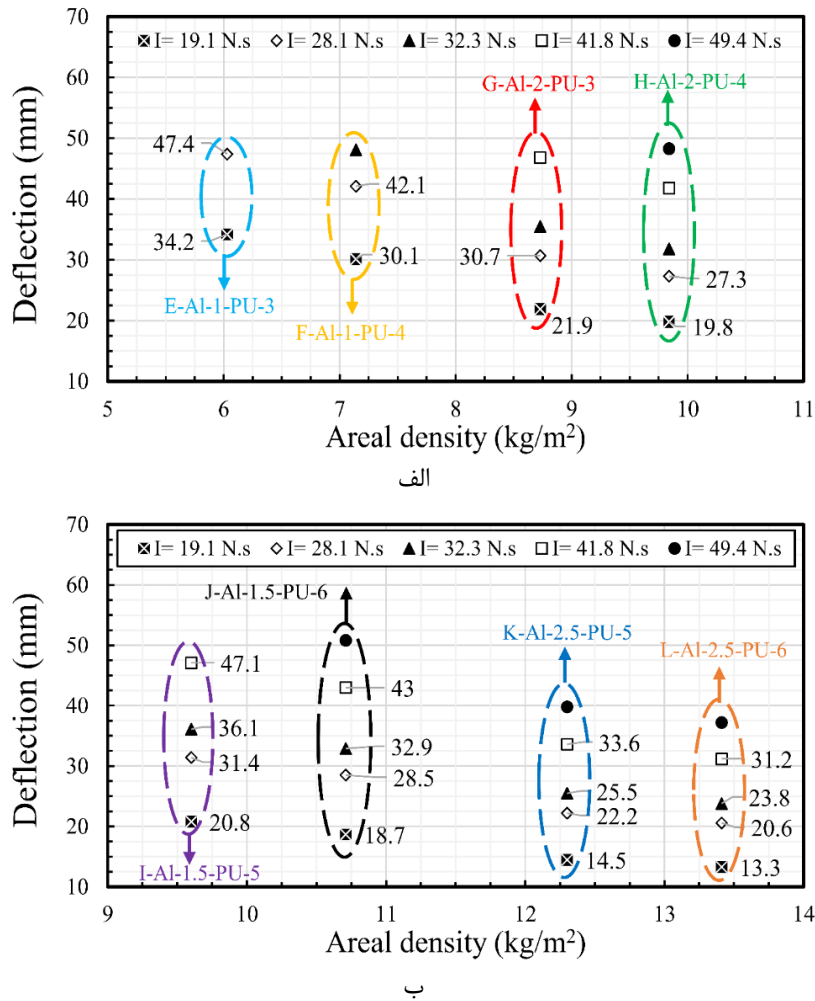 I= 19.1 N.s I= 28.1 N.s I= 32.3 N.s I= 41.8 N.s I= 49.4 N.s
Deflection (mm)
70
60
50
40
30
20
10
G-Al-2-PU-3
H-Al-2-PU-4
47.4
34.2
E-Al-1-PU-3
42.1
30.1
F-Al-1-PU-4
30.7
21.9
27.3
19.8
5 6 7 8 9 10 11
Areal density (kg/m²)
الف
I= 19.1 N.s I= 28.1 N.s I= 32.3 N.s I= 41.8 N.s I= 49.4 N.s
Deflection (mm)
70
60
50
40
30
20
10
J-Al-1.5-PU-6
K-Al-2.5-PU-5
L-Al-2.5-PU-6
47.1
36.1
31.4
20.8
I-Al-1.5-PU-5
43
32.9
28.5
18.7
33.6
25.5
22.2
14.5
31.2
23.8
20.6
13.3
9 10 11 12 13 14
Areal density (kg/m²)
ب